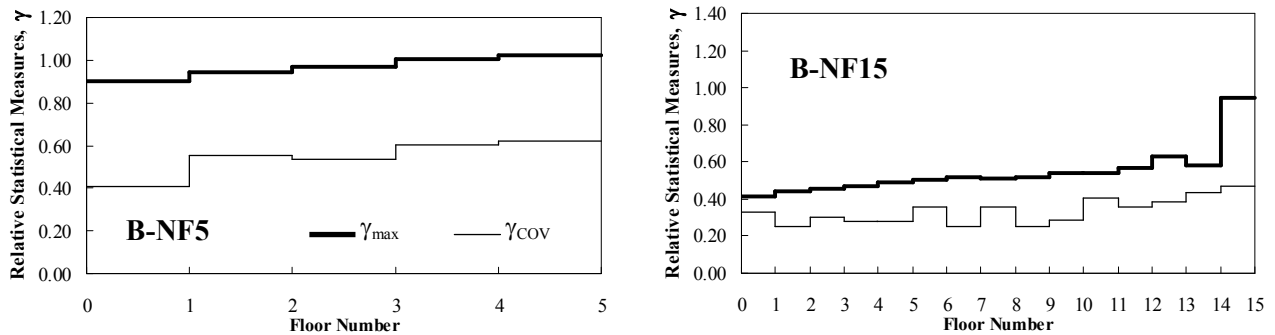 Relative Statistical Measures, γ
1.20
1.00
0.80
0.60
0.40
0.20
0.00
B-NF5
γmax
γCOV
0 1 2 3 4 5
Floor Number
Relative Statistical Measures, γ
1.40
1.20
1.00
0.80
0.60
0.40
0.20
0.00
B-NF15
0 1 2 3 4 5 6 7 8 9 10 11 12 13 14 15
Floor Number